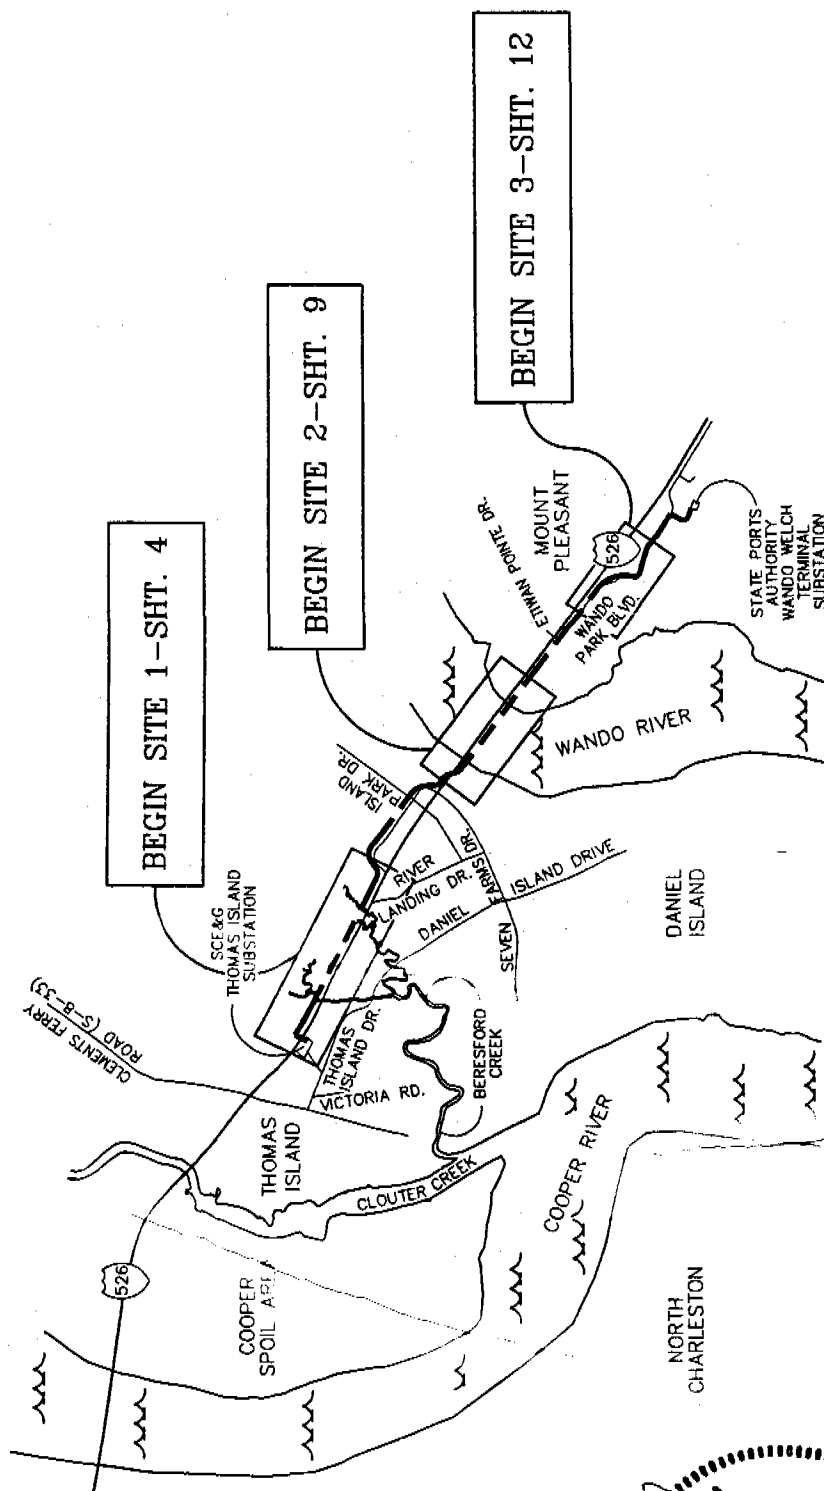 BEGIN SITE 1-SHT. 4
BEGIN SITE 2-SHT. 9
BEGIN SITE 3-SHT. 12
CLEMENTS FERRY
ROAD (S-8-33)
SCE&G
THOMAS ISLAND
SUBSTATION
ISLAND
PARK DR.
ETIWAN POINTE DR.
MOUNT
PLEASANT
526
WANDO
PARK BLVD.
STATE PORTS
AUTHORITY
WANDO WELCH
TERMINAL
SUBSTATION
WANDO RIVER
RIVER
LANDING DR.
DANIEL ISLAND DRIVE
SEVEN FARMS DR.
DANIEL
ISLAND
THOMAS
ISLAND DR.
VICTORIA RD.
BERESFORD
CREEK
THOMAS
ISLAND
CLOUTER CREEK
COOPER RIVER
526
COOPER
SPOIL AREA
NORTH
CHARLESTON